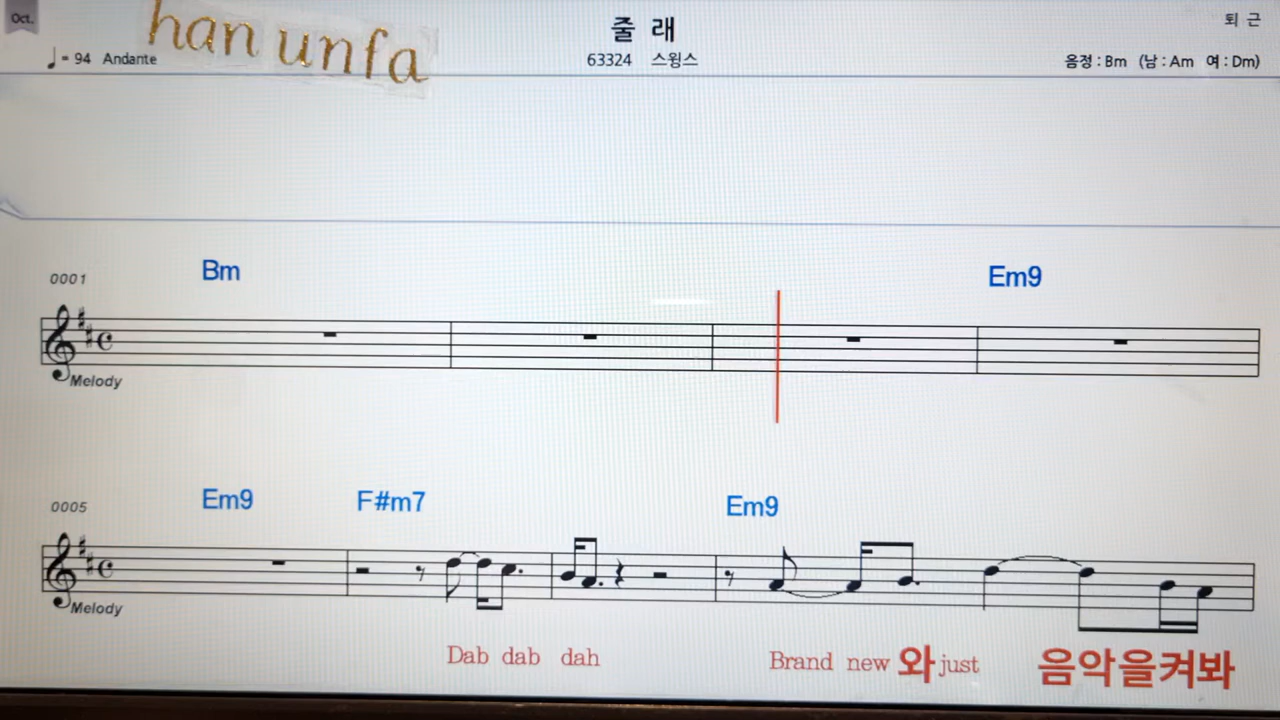 Oct.
han unfa
줄 래
퇴 근
♩= 94 Andante
63324 스윙스
음정 : Bm (남 : Am 여 : Dm)
0001
Bm
Em9
Melody
0005
Em9
F#m7
Em9
Melody
Dab dab dah
Brand new 와 just 음악을켜봐